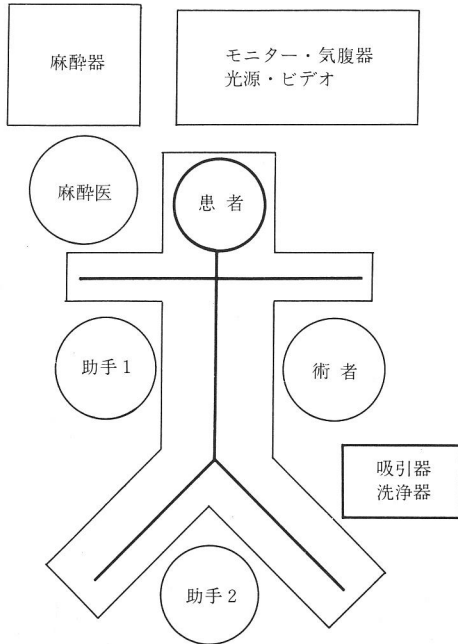 麻酔器
モニター・気腹器
光源・ビデオ
麻酔医
患者
助手1
術者
吸引器
洗浄器
助手2